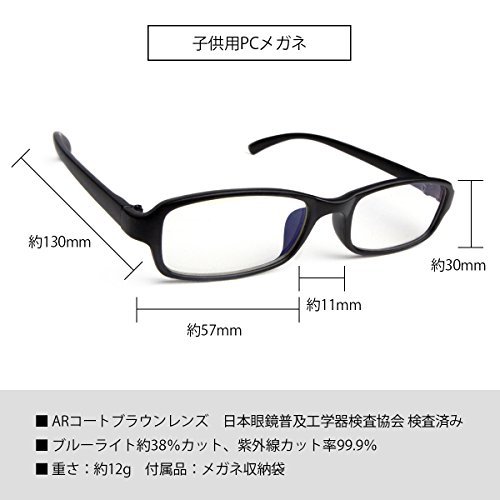 子供用PCメガネ
約130mm
約30mm
約11mm
約57mm
■ ARコートブラウンレンズ　日本眼鏡普及工学器検査協会 検査済み
■ ブルーライト約38%カット、紫外線カット率99.9%
■ 重さ：約12g　付属品：メガネ収納袋